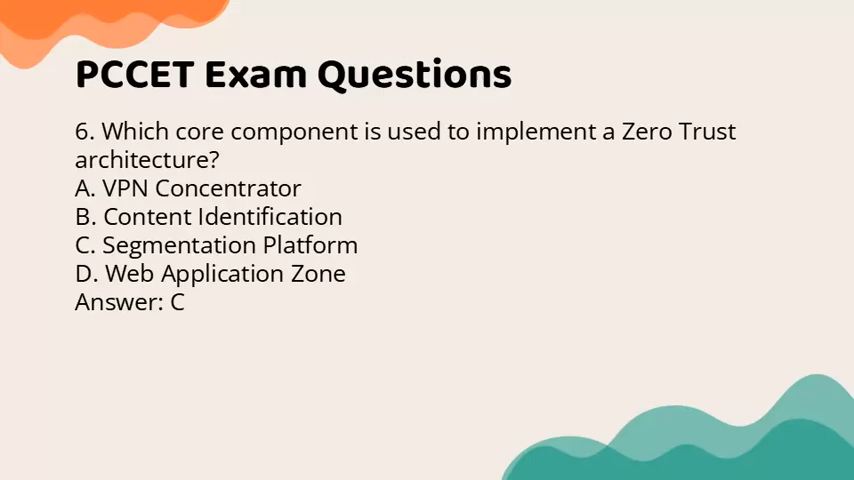 PCCET Exam Questions
6. Which core component is used to implement a Zero Trust
architecture?
A. VPN Concentrator
B. Content Identification
C. Segmentation Platform
D. Web Application Zone
Answer: C